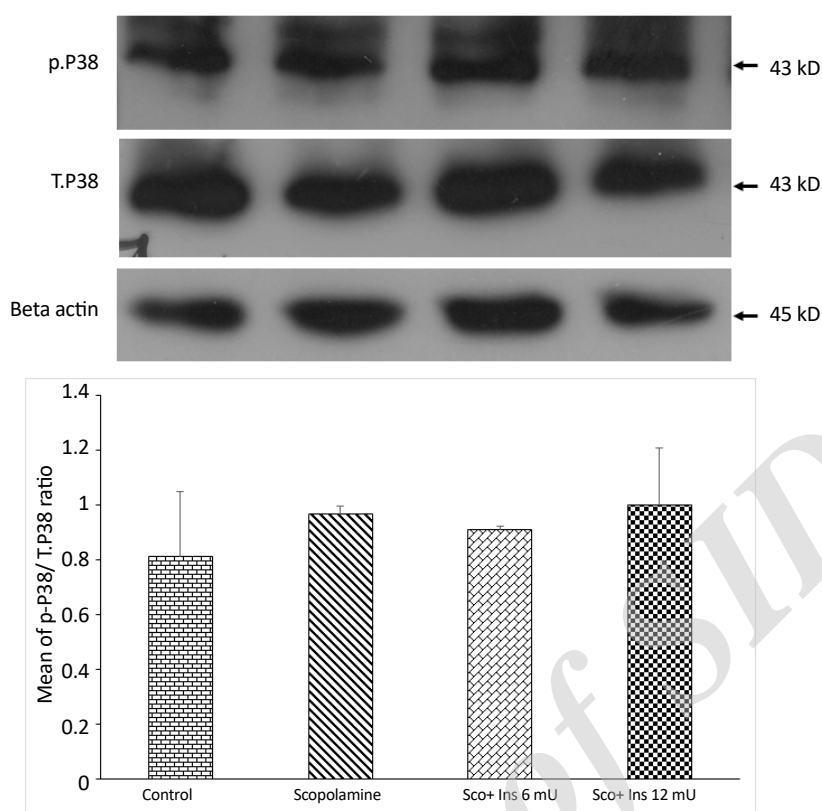 p.P38
43 kD
T.P38
43 kD
Beta actin
45 kD
Mean of p-P38/ T.P38 ratio
1.4
1.2
1
0.8
0.6
0.4
0.2
0
Control
Scopolamine
Sco+ Ins 6 mU
Sco+ Ins 12 mU
of SID